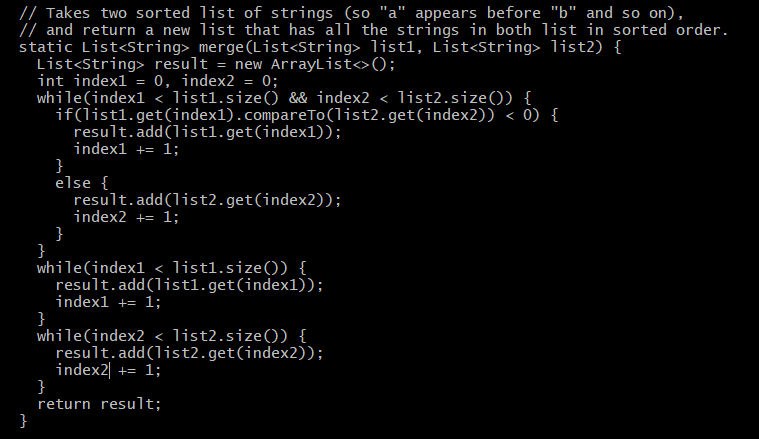 // Takes two sorted list of strings (so "a" appears before "b" and so on),
// and return a new list that has all the strings in both list in sorted order.
static List<String> merge(List<String> list1, List<String> list2) {
  List<String> result = new ArrayList<>();
  int index1 = 0, index2 = 0;
  while(index1 < list1.size() && index2 < list2.size()) {
    if(list1.get(index1).compareTo(list2.get(index2)) < 0) {
      result.add(list1.get(index1));
      index1 += 1;
    }
    else {
      result.add(list2.get(index2));
      index2 += 1;
    }
  }
  while(index1 < list1.size()) {
    result.add(list1.get(index1));
    index1 += 1;
  }
  while(index2 < list2.size()) {
    result.add(list2.get(index2));
    index2 += 1;
  }
  return result;
}